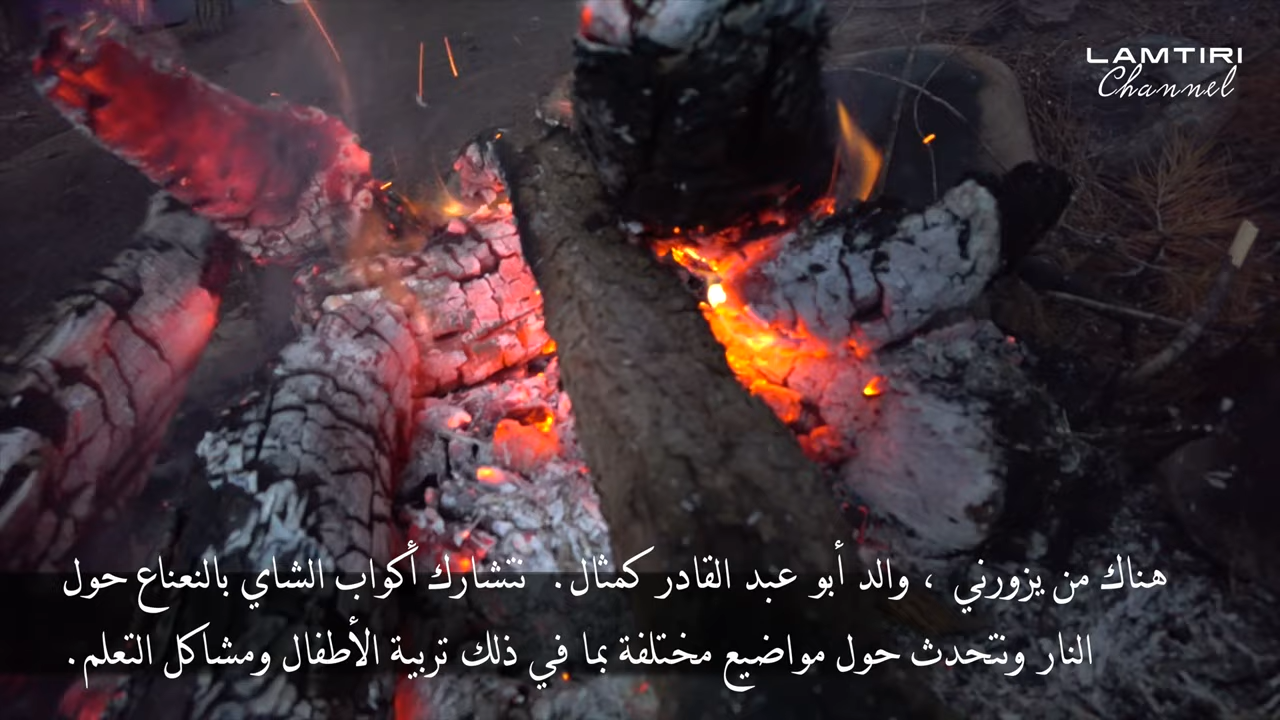 LAMTIRI
Channel
هناك من يزورني ، والد أبو عبد القادر كمثال. نتشارك أكواب الشاي بالنعناع حول
النار ونتحدث حول مواضيع مختلفة بما في ذلك تربية الأطفال ومشاكل التعلم.